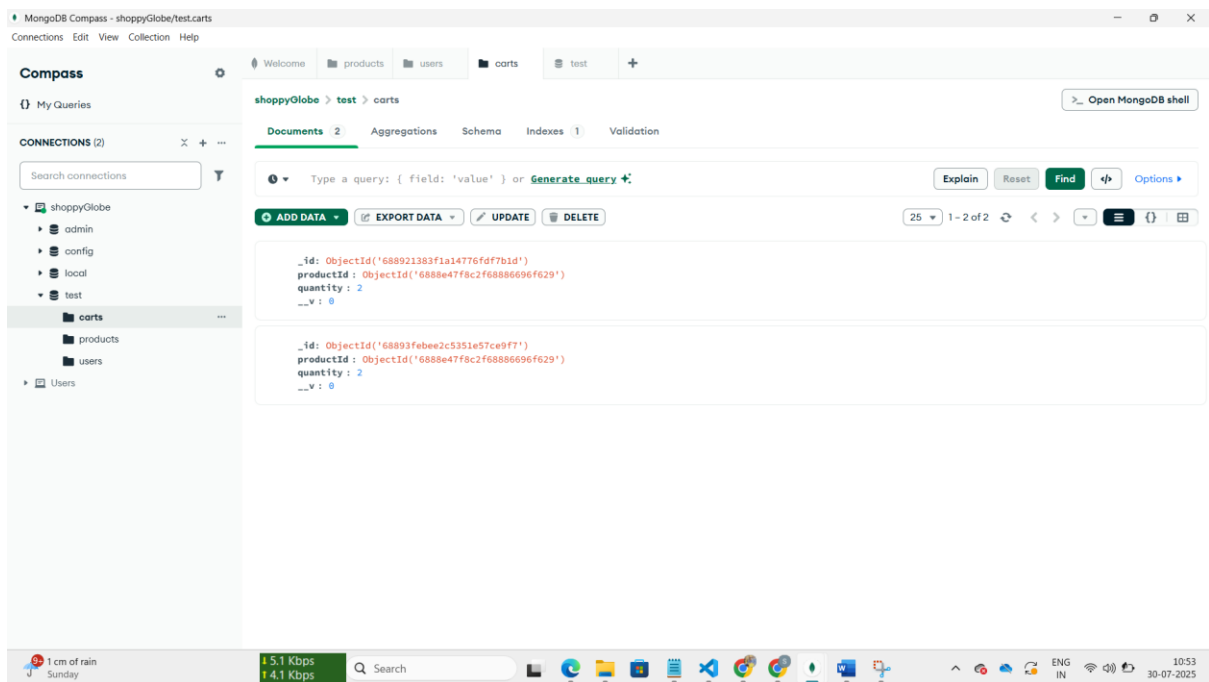 MongoDB Compass - shoppyGlobe/test.carts
Connections Edit View Collection Help
Compass
{} My Queries
CONNECTIONS (2)
Search connections
shoppyGlobe
admin
config
local
test
carts
products
users
Users
Welcome products users carts test
shoppyGlobe > test > carts
>_ Open MongoDB shell
Documents 2 Aggregations Schema Indexes 1 Validation
Type a query: { field: 'value' } or Generate query
Explain Reset Find </> Options
ADD DATA EXPORT DATA UPDATE DELETE
25 1 – 2 of 2 {}
_id: ObjectId('688921383f1a14776fdf7b1d')
productId : ObjectId('6888e47f8c2f68886696f629')
quantity : 2
__v : 0
_id: ObjectId('68893febee2c5351e57ce9f7')
productId : ObjectId('6888e47f8c2f68886696f629')
quantity : 2
__v : 0
9+ 1 cm of rain
Sunday
5.1 Kbps
4.1 Kbps
Search
ENG
IN
10:53
30-07-2025